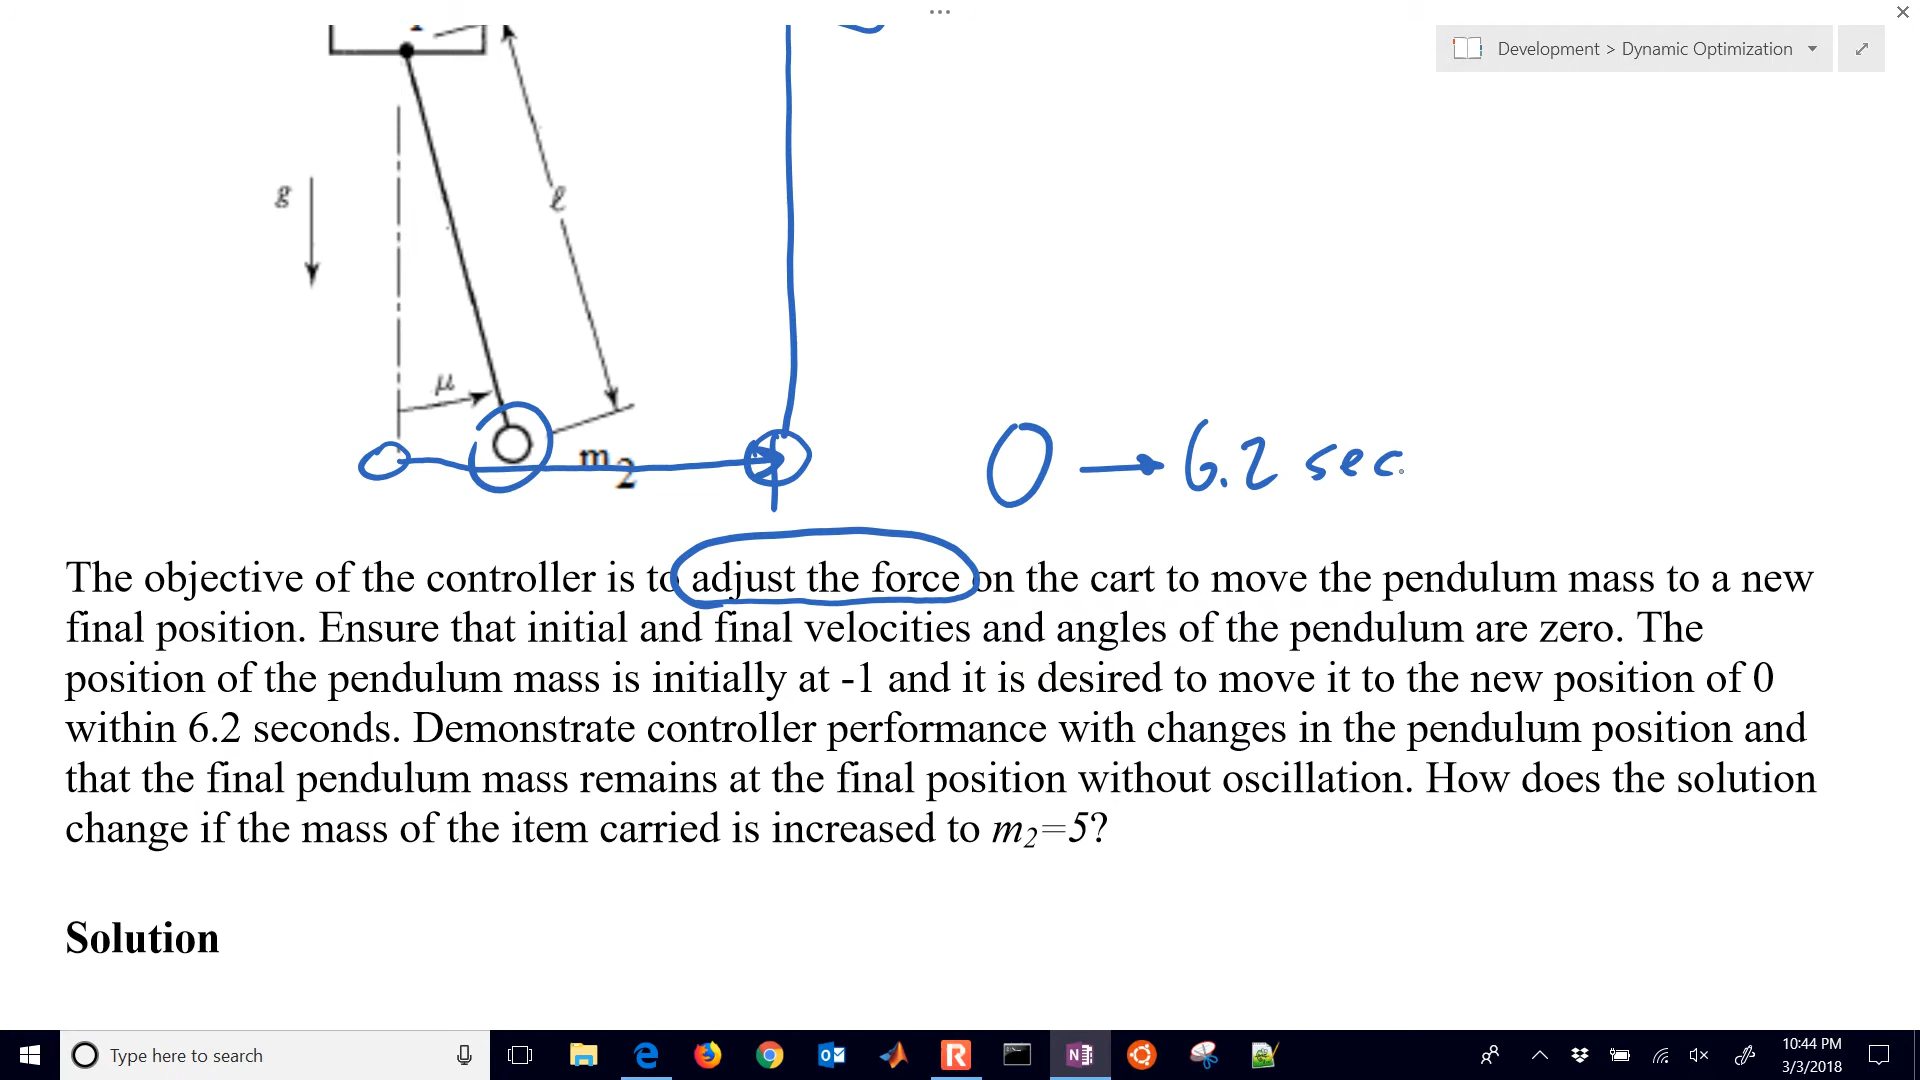 Development > Dynamic Optimization
g
ℓ
μ
m2
0 → 6.2 sec.
The objective of the controller is to adjust the force on the cart to move the pendulum mass to a new
final position. Ensure that initial and final velocities and angles of the pendulum are zero. The
position of the pendulum mass is initially at -1 and it is desired to move it to the new position of 0
within 6.2 seconds. Demonstrate controller performance with changes in the pendulum position and
that the final pendulum mass remains at the final position without oscillation. How does the solution
change if the mass of the item carried is increased to m2=5?
Solution
Type here to search
10:44 PM
3/3/2018